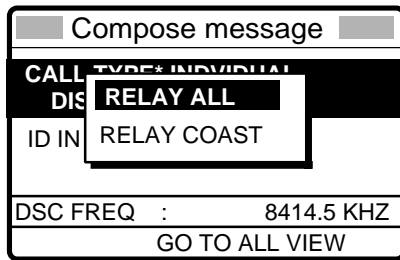 Compose message
CALL TYPE* INDVIDUAL
DIS
RELAY ALL
ID IN
RELAY COAST
DSC FREQ : 8414.5 KHZ
GO TO ALL VIEW